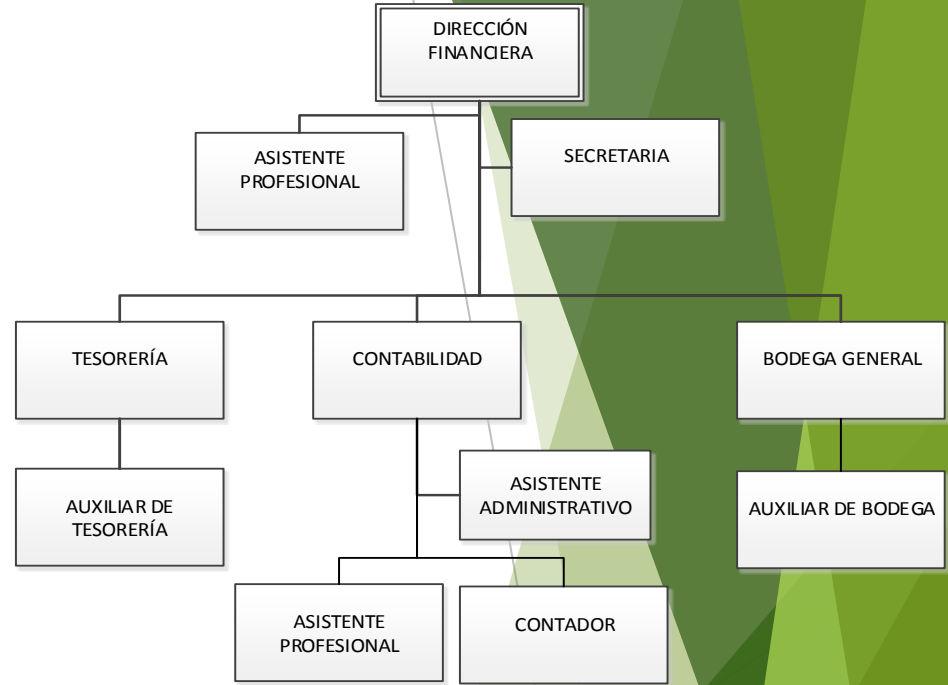 DIRECCIÓN
FINANCIERA
ASISTENTE
PROFESIONAL
SECRETARIA
TESORERÍA
CONTABILIDAD
BODEGA GENERAL
AUXILIAR DE
TESORERÍA
ASISTENTE
ADMINISTRATIVO
AUXILIAR DE BODEGA
ASISTENTE
PROFESIONAL
CONTADOR